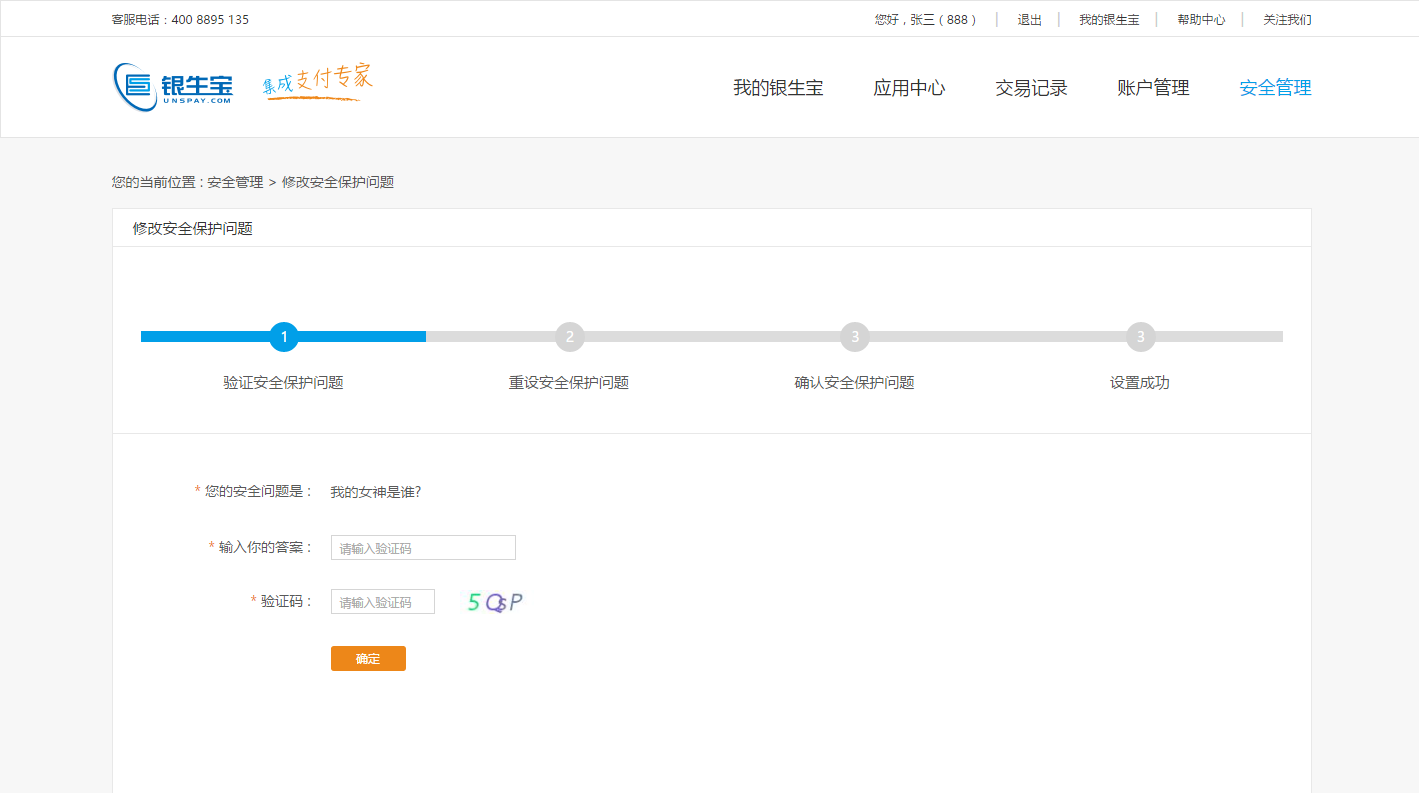 客服电话：400 8895 135
您好，张三（888） | 退出 | 我的银生宝 | 帮助中心 | 关注我们
银生宝
UNSPAY.COM
集成支付专家
我的银生宝 应用中心 交易记录 账户管理 安全管理
您的当前位置 : 安全管理 > 修改安全保护问题
修改安全保护问题
1 2 3 3
验证安全保护问题 重设安全保护问题 确认安全保护问题 设置成功
* 您的安全问题是： 我的女神是谁?
* 输入你的答案： 请输入验证码
* 验证码： 请输入验证码 5QsP
确定